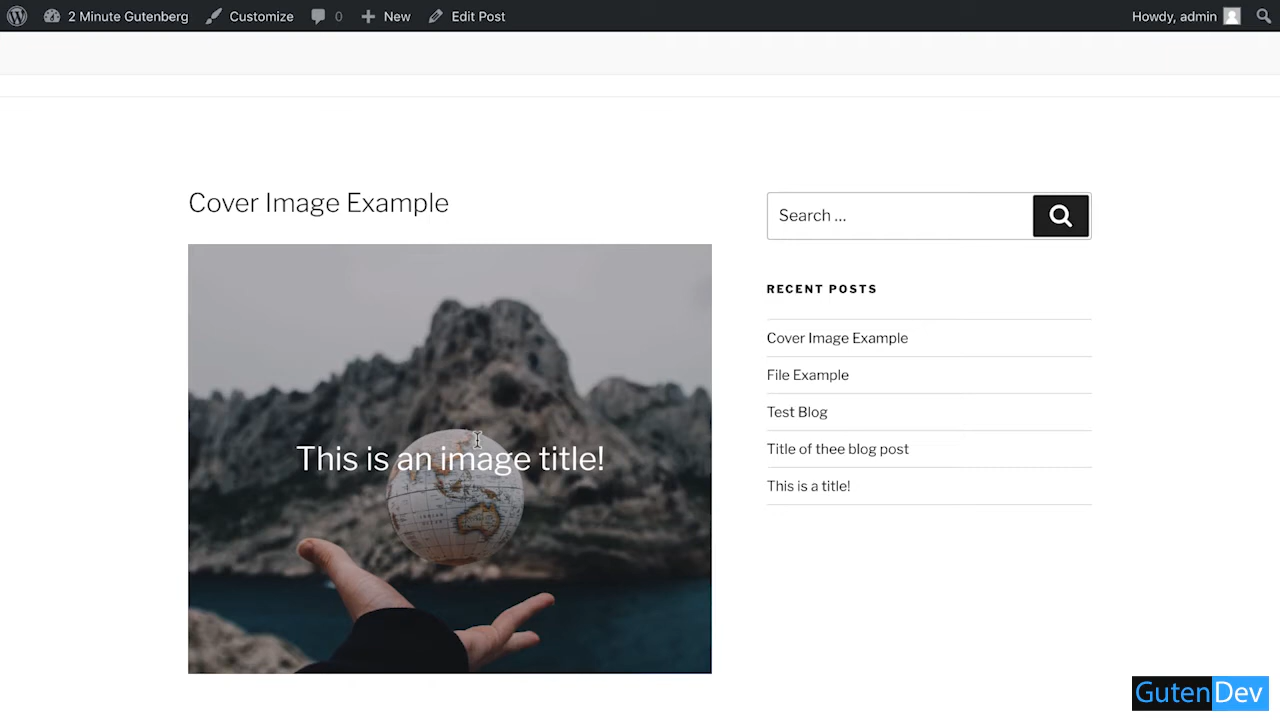 2 Minute Gutenberg Customize 0 New Edit Post Howdy, admin
Cover Image Example
This is an image title!
Search …
RECENT POSTS
Cover Image Example
File Example
Test Blog
Title of thee blog post
This is a title!
GutenDev